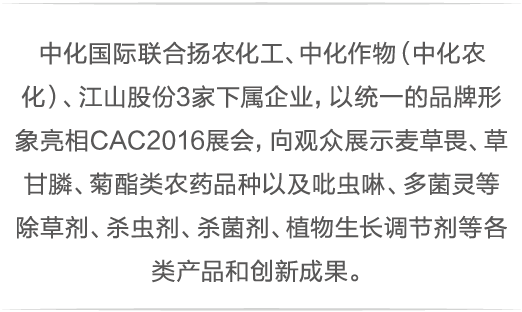 中化国际联合扬农化工、中化作物（中化农
化）、江山股份3家下属企业，以统一的品牌形
象亮相CAC2016展会，向观众展示麦草畏、草
甘膦、菊酯类农药品种以及吡虫啉、多菌灵等
除草剂、杀虫剂、杀菌剂、植物生长调节剂等各
类产品和创新成果。